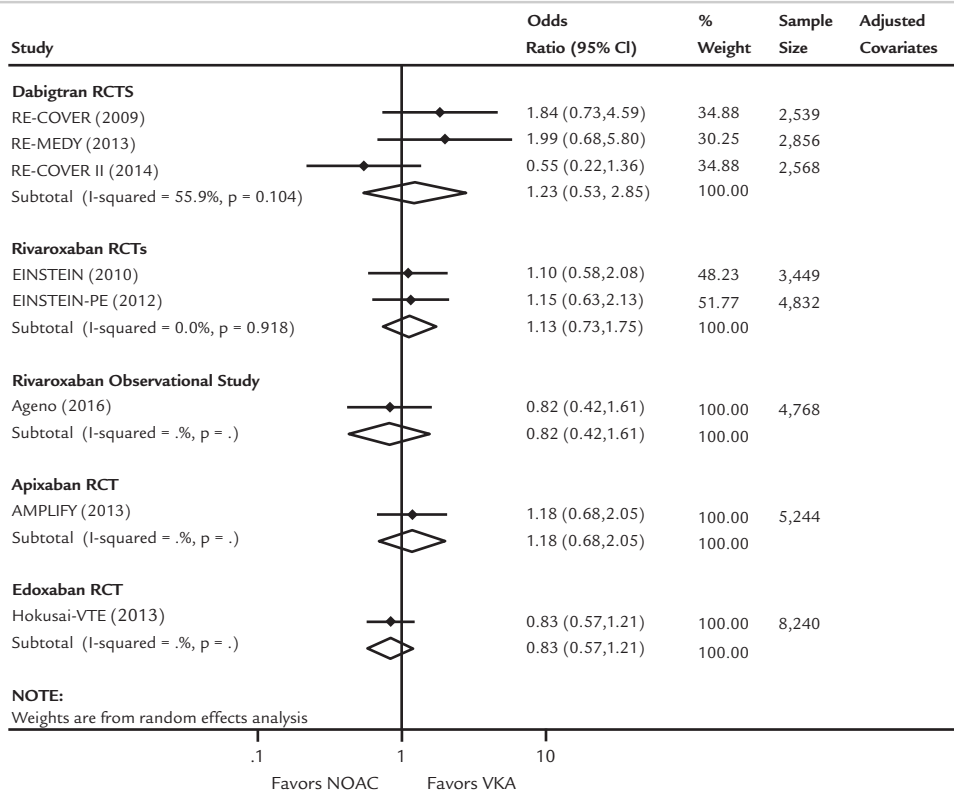 Study Odds Ratio (95% Cl) % Weight Sample Size Adjusted Covariates
Dabigtran RCTS
RE-COVER (2009) 1.84 (0.73,4.59) 34.88 2,539
RE-MEDY (2013) 1.99 (0.68,5.80) 30.25 2,856
RE-COVER II (2014) 0.55 (0.22,1.36) 34.88 2,568
Subtotal (I-squared = 55.9%, p = 0.104) 1.23 (0.53, 2.85) 100.00
Rivaroxaban RCTs
EINSTEIN (2010) 1.10 (0.58,2.08) 48.23 3,449
EINSTEIN-PE (2012) 1.15 (0.63,2.13) 51.77 4,832
Subtotal (I-squared = 0.0%, p = 0.918) 1.13 (0.73,1.75) 100.00
Rivaroxaban Observational Study
Ageno (2016) 0.82 (0.42,1.61) 100.00 4,768
Subtotal (I-squared = .%, p = .) 0.82 (0.42,1.61) 100.00
Apixaban RCT
AMPLIFY (2013) 1.18 (0.68,2.05) 100.00 5,244
Subtotal (I-squared = .%, p = .) 1.18 (0.68,2.05) 100.00
Edoxaban RCT
Hokusai-VTE (2013) 0.83 (0.57,1.21) 100.00 8,240
Subtotal (I-squared = .%, p = .) 0.83 (0.57,1.21) 100.00
NOTE:
Weights are from random effects analysis
.1 1 10
Favors NOAC Favors VKA